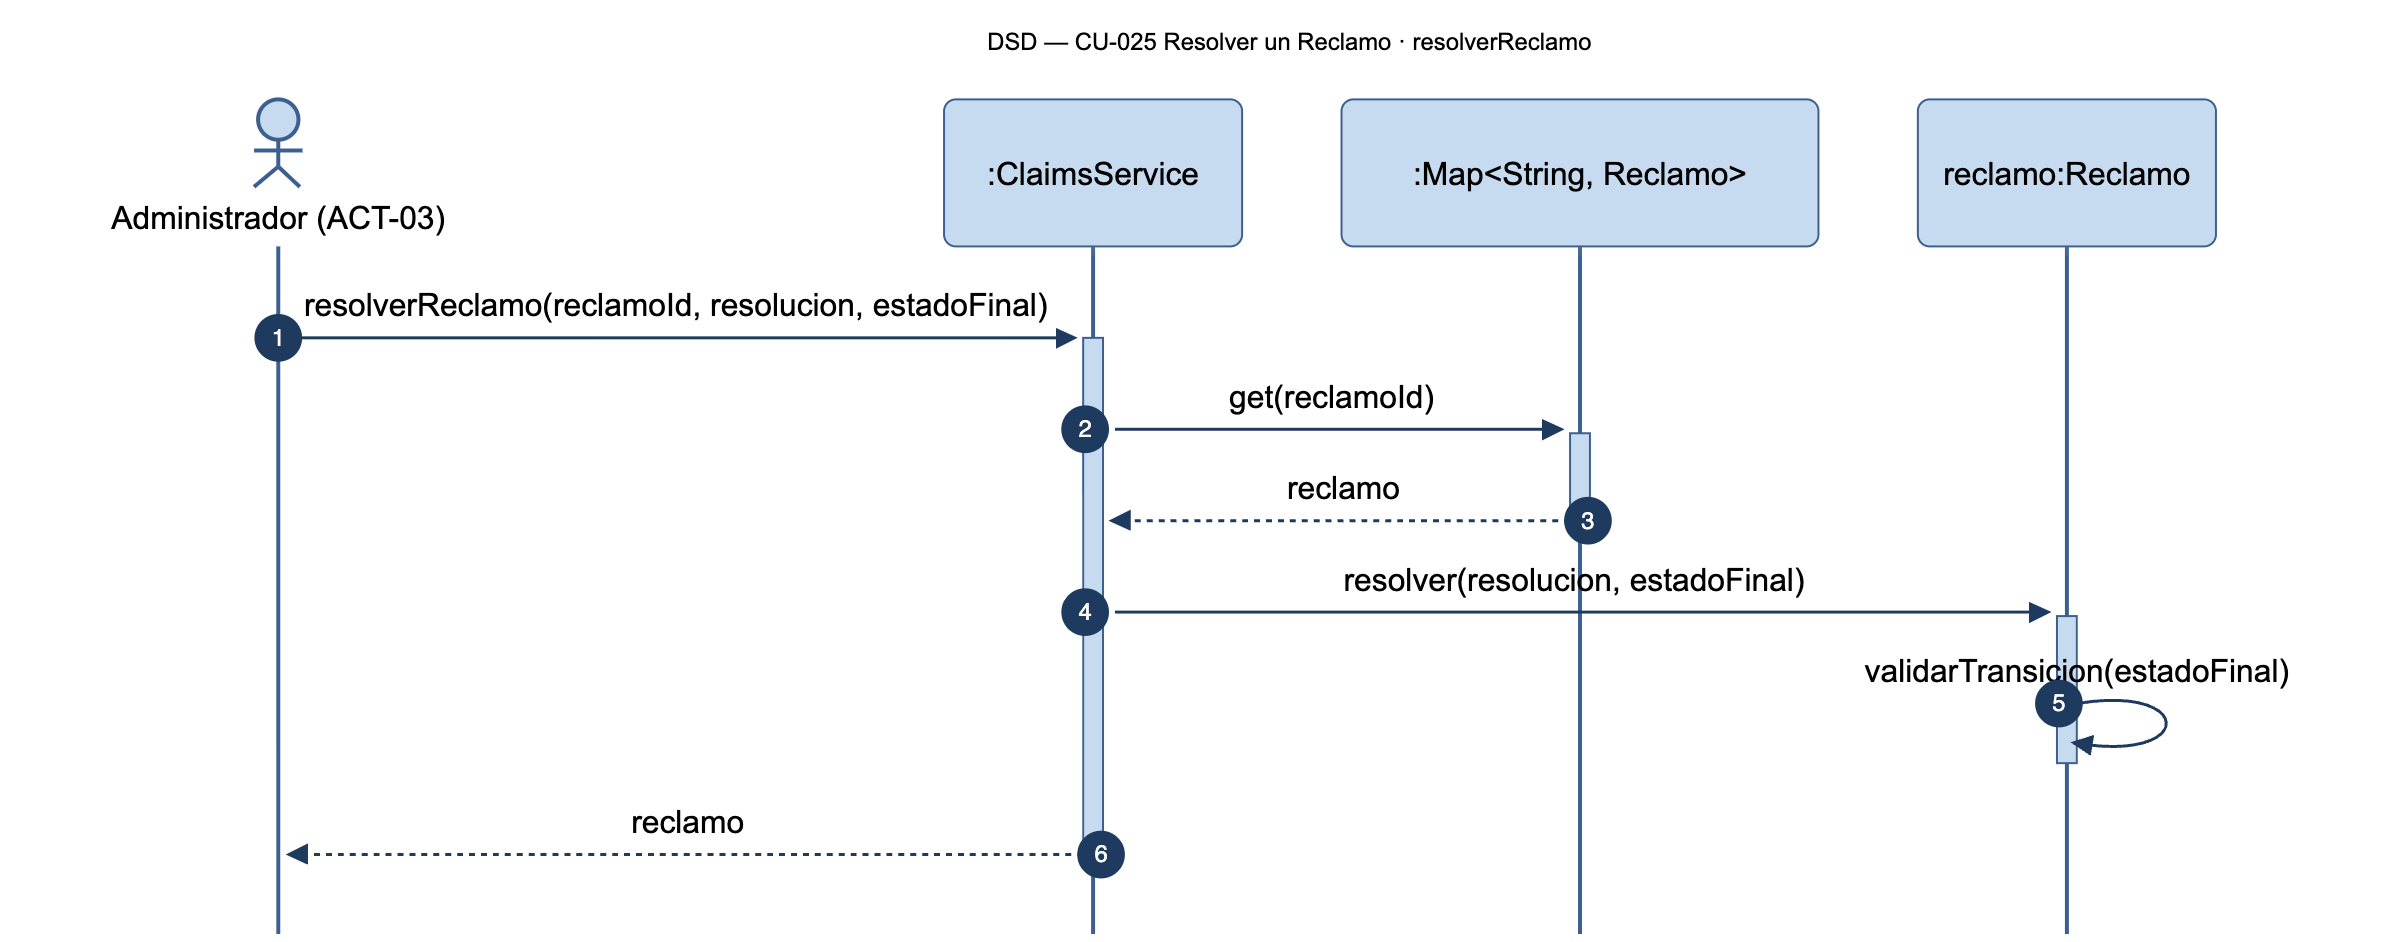 DSD — CU-025 Resolver un Reclamo · resolverReclamo
Administrador (ACT-03)
:ClaimsService
:Map<String, Reclamo>
reclamo:Reclamo
resolverReclamo(reclamoId, resolucion, estadoFinal)
1
get(reclamoId)
2
reclamo
3
resolver(resolucion, estadoFinal)
4
validarTransicion(estadoFinal)
5
reclamo
6